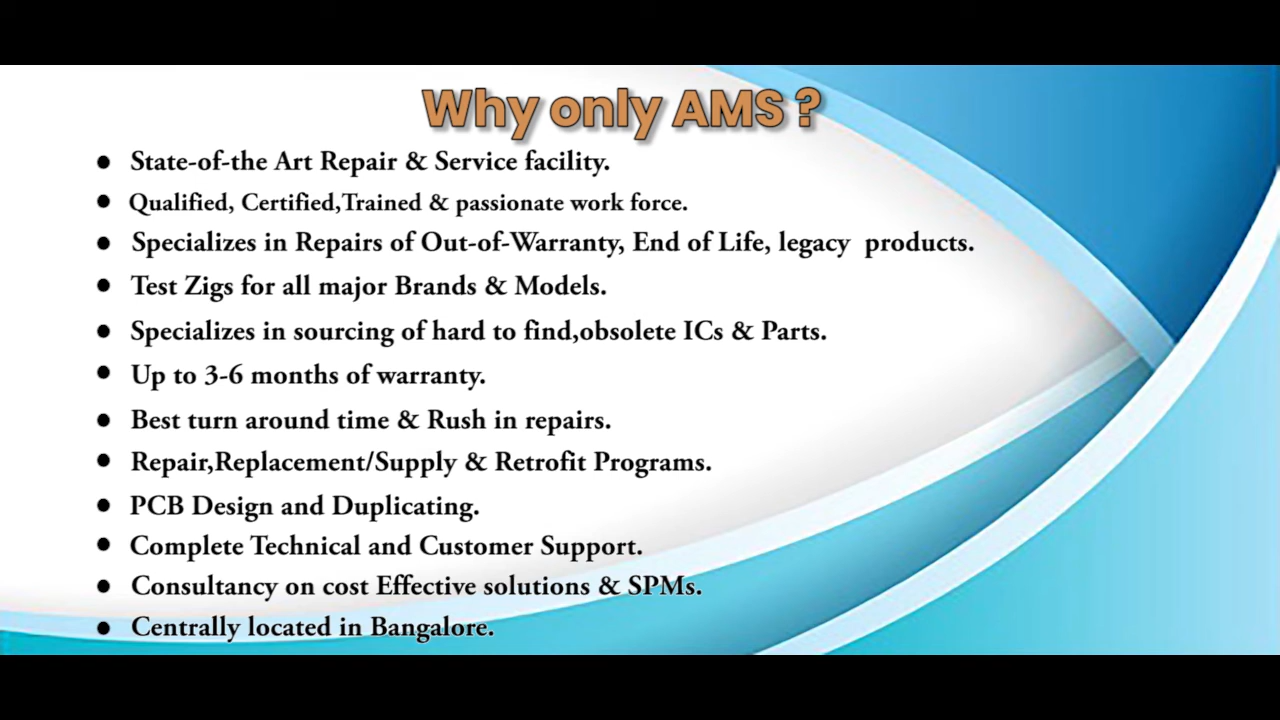 Why only AMS ?
● State-of-the Art Repair & Service facility.
● Qualified, Certified,Trained & passionate work force.
● Specializes in Repairs of Out-of-Warranty, End of Life, legacy  products.
● Test Zigs for all major Brands & Models.
● Specializes in sourcing of hard to find,obsolete ICs & Parts.
● Up to 3-6 months of warranty.
● Best turn around time & Rush in repairs.
● Repair,Replacement/Supply & Retrofit Programs.
● PCB Design and Duplicating.
● Complete Technical and Customer Support.
● Consultancy on cost Effective solutions & SPMs.
● Centrally located in Bangalore.